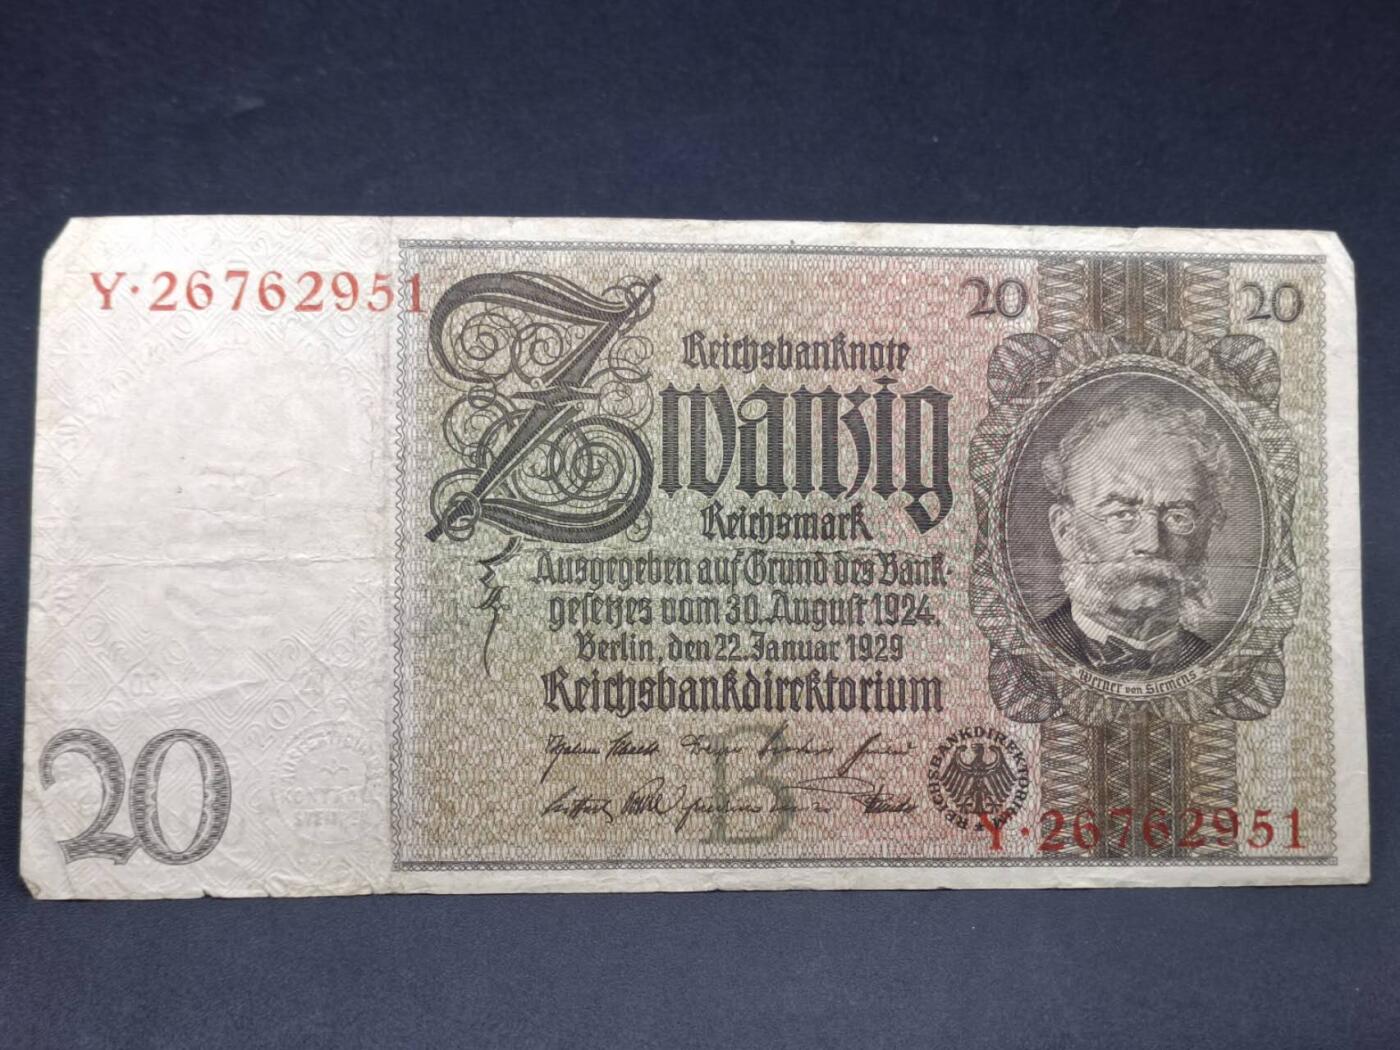 Y·26762951
20 20
Reichsbanknote
Zwanzig
Reichsmark
Ausgegeben auf Grund des Bank-
gesetzes vom 30. August 1924.
Berlin, den 22. Januar 1929
Reichsbankdirektorium
Werner von Siemens
B
REICHSBANKDIREKTORIUM
20
Y·26762951